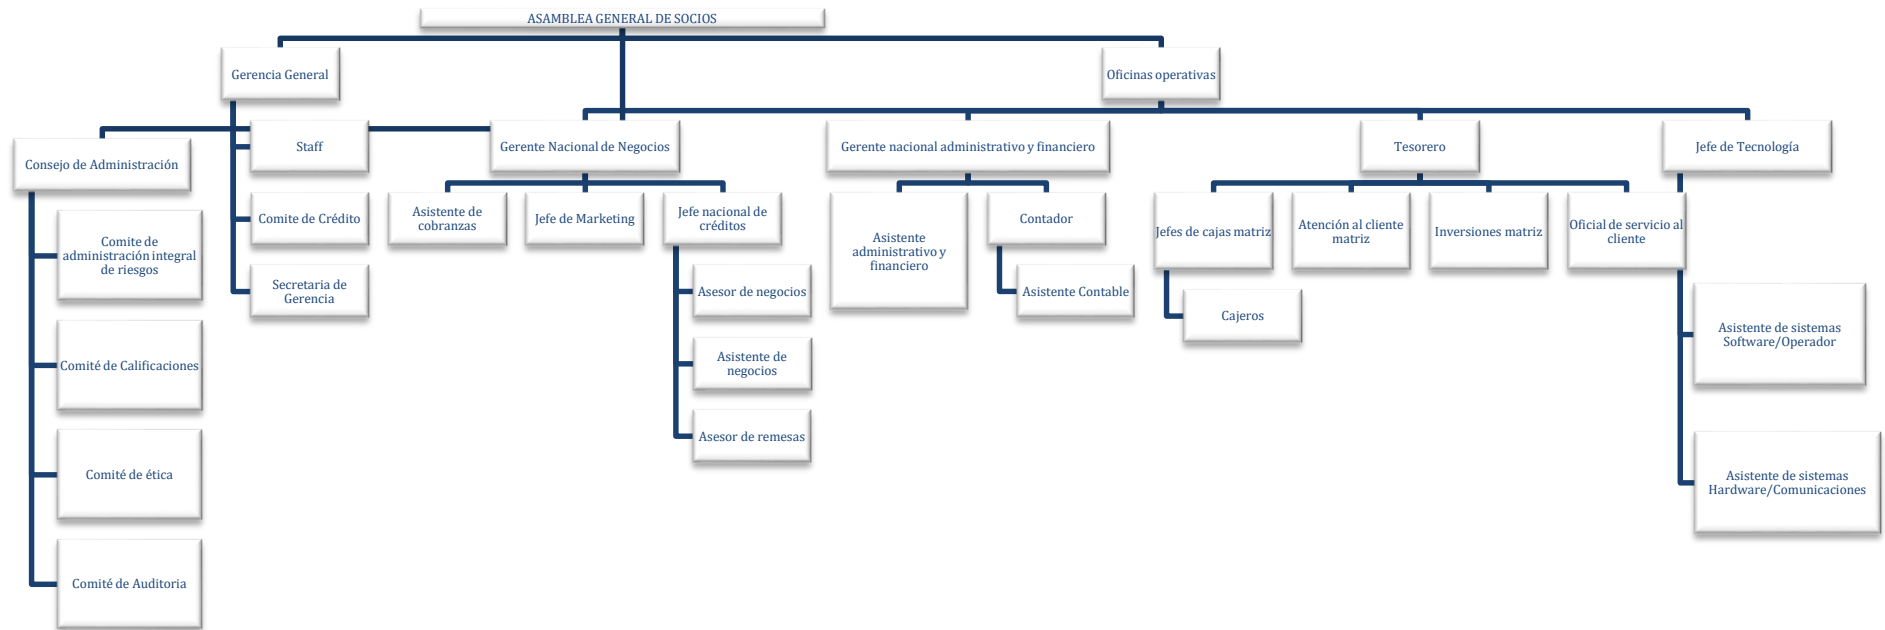 ASAMBLEA GENERAL DE SOCIOS
Gerencia General
Oficinas operativas
Consejo de Administración
Staff
Gerente Nacional de Negocios
Gerente nacional administrativo y financiero
Tesorero
Jefe de Tecnología
Comite de Crédito
Asistente de
cobranzas
Jefe de Marketing
Jefe nacional de
créditos
Asistente
administrativo y
financiero
Contador
Jefes de cajas matriz
Atención al cliente
matriz
Inversiones matriz
Oficial de servicio al
cliente
Comite de
administración integral
de riesgos
Secretaria de
Gerencia
Asesor de negocios
Asistente Contable
Cajeros
Asistente de sistemas
Software/Operador
Comité de Calificaciones
Asistente de
negocios
Asesor de remesas
Comité de ética
Asistente de sistemas
Hardware/Comunicaciones
Comité de Auditoria